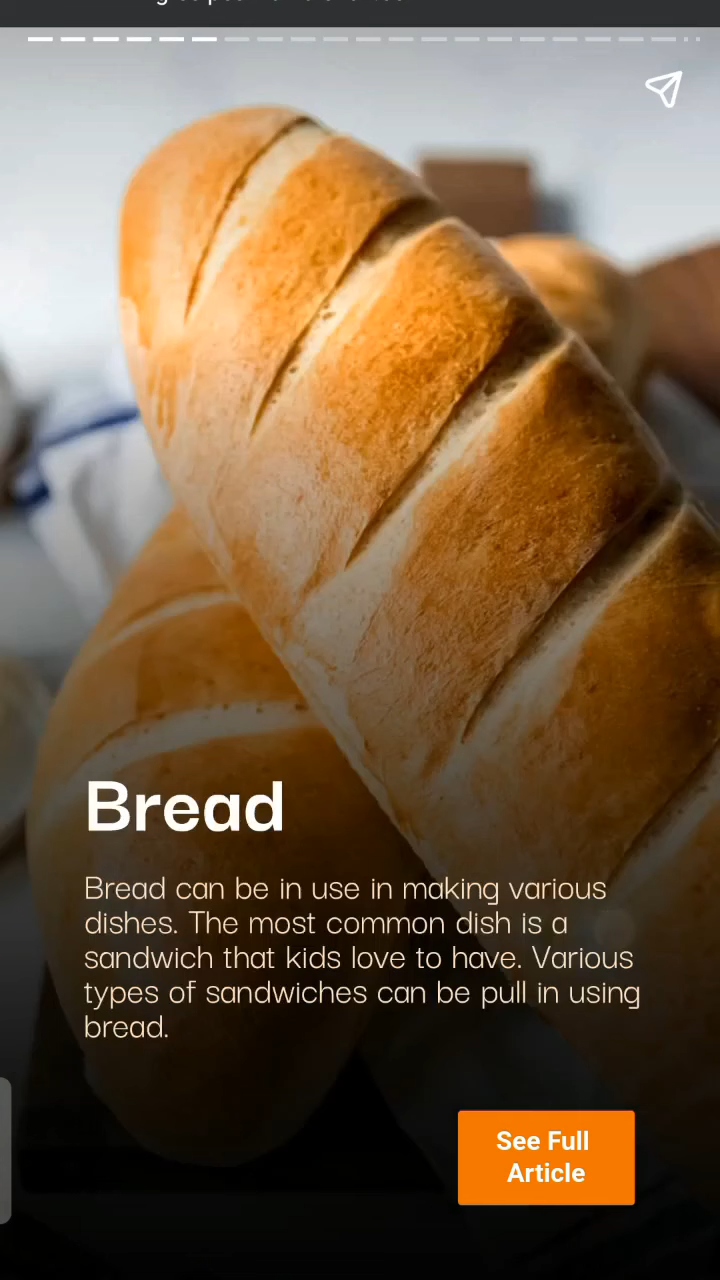 Bread
Bread can be in use in making various
dishes. The most common dish is a
sandwich that kids love to have. Various
types of sandwiches can be pull in using
bread.
See Full
Article